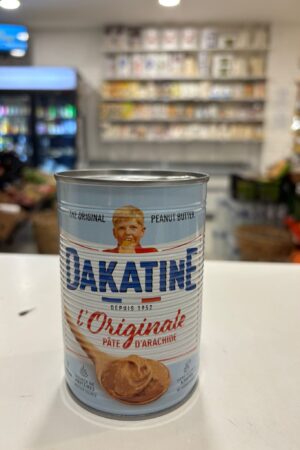 THE ORIGINAL PEANUT BUTTER
DAKATINE
DEPUIS 1952
l'Originale
PÂTE D'ARACHIDE